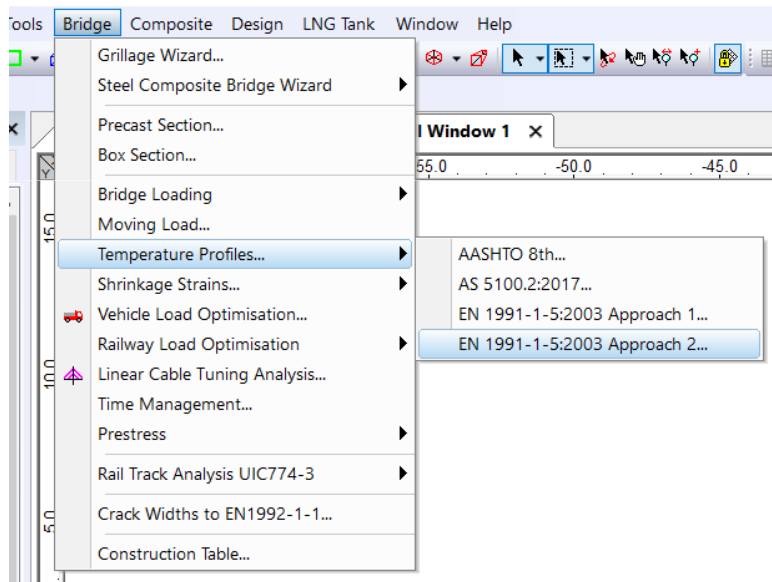 Tools Bridge Composite Design LNG Tank Window Help
Grillage Wizard...
Steel Composite Bridge Wizard
Precast Section...
l Window 1
Box Section...
55.0 -50.0 -45.0
Y
Bridge Loading
15.0
Moving Load...
Temperature Profiles...
AASHTO 8th...
Shrinkage Strains...
AS 5100.2:2017...
Vehicle Load Optimisation...
EN 1991-1-5:2003 Approach 1...
Railway Load Optimisation
EN 1991-1-5:2003 Approach 2...
10.0
Linear Cable Tuning Analysis...
Time Management...
Prestress
Rail Track Analysis UIC774-3
Crack Widths to EN1992-1-1...
5.0
Construction Table...